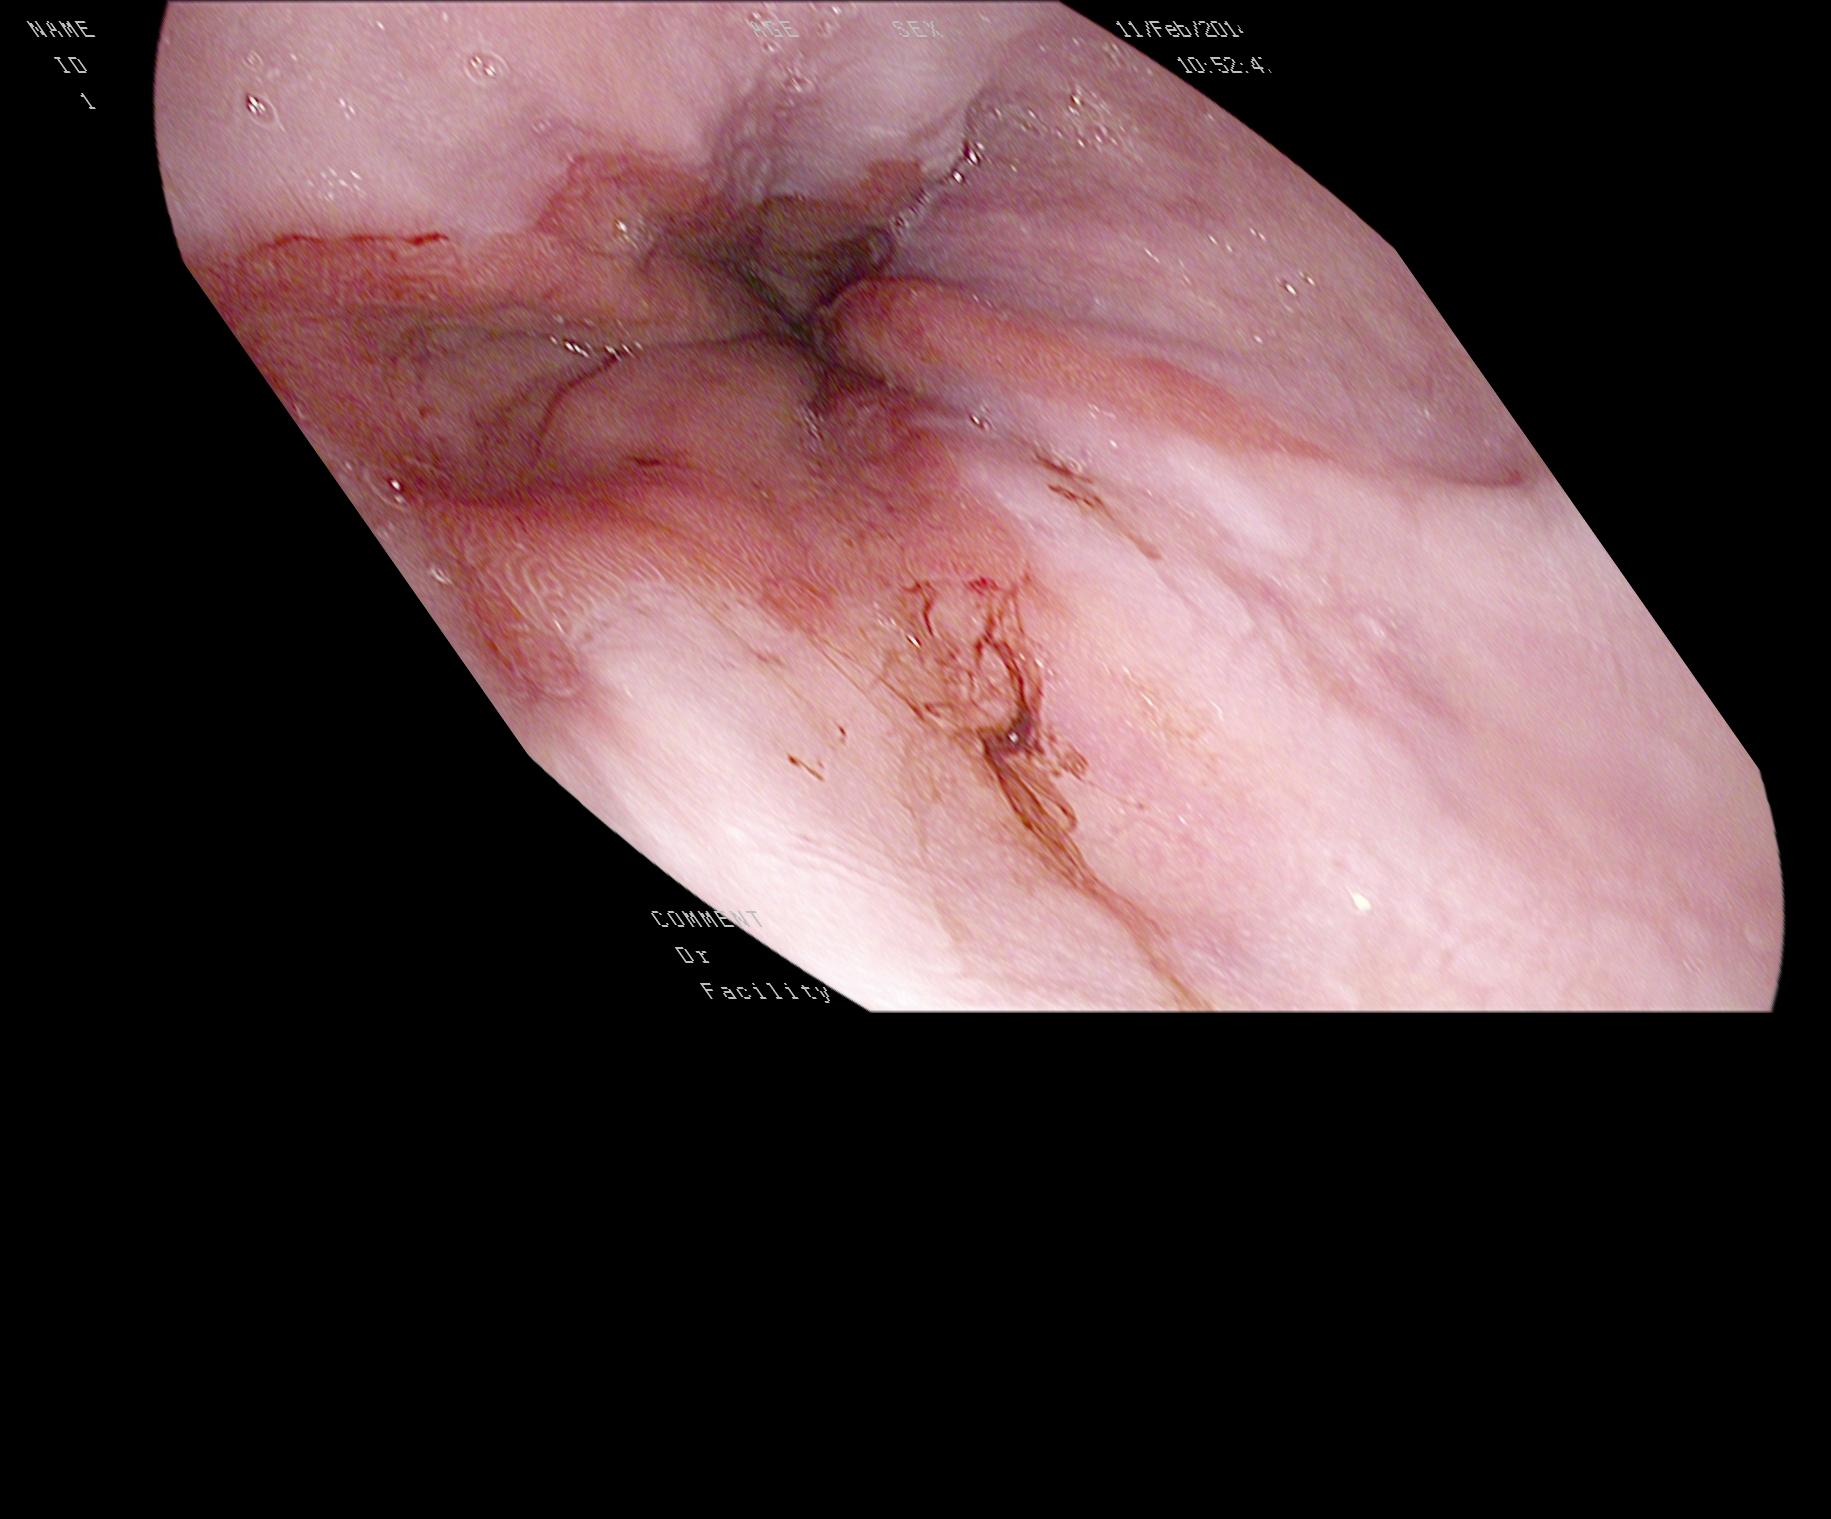 NAME AGE SEX 11/Feb/201
ID 10:52:4
1
COMMENT
Dr
Facility